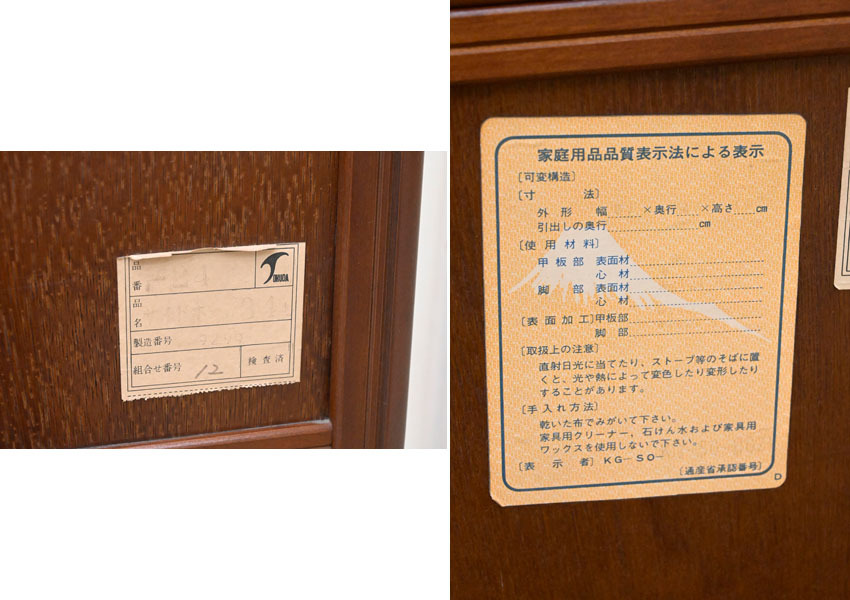 品番
INUDA
品名
製造番号
組合せ番号 12
検査済
家庭用品品質表示法による表示
〔可変構造〕
〔寸法〕
外形 幅 ×奥行 ×高さ cm
引出しの奥行 cm
〔使用材料〕
甲板部 表面材
心材
脚部 表面材
心材
〔表面加工〕甲板部
脚部
〔取扱上の注意〕
直射日光に当てたり、ストーブ等のそばに置
くと、光や熱によって変色したり変形したり
することがあります。
〔手入れ方法〕
乾いた布でみがいて下さい。
家具用クリーナー、石けん水および家具用
ワックスを使用しないで下さい。
〔表示者〕KG-SO-
〔通産省承認番号〕
D